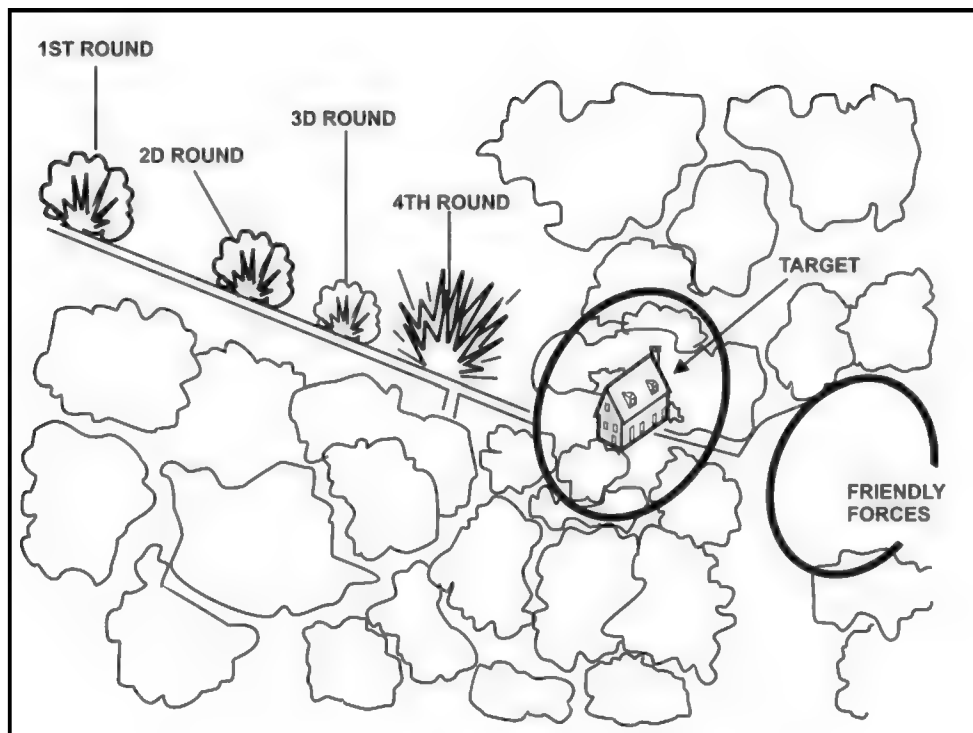 1ST ROUND
2D ROUND
3D ROUND
4TH ROUND
TARGET
FRIENDLY
FORCES